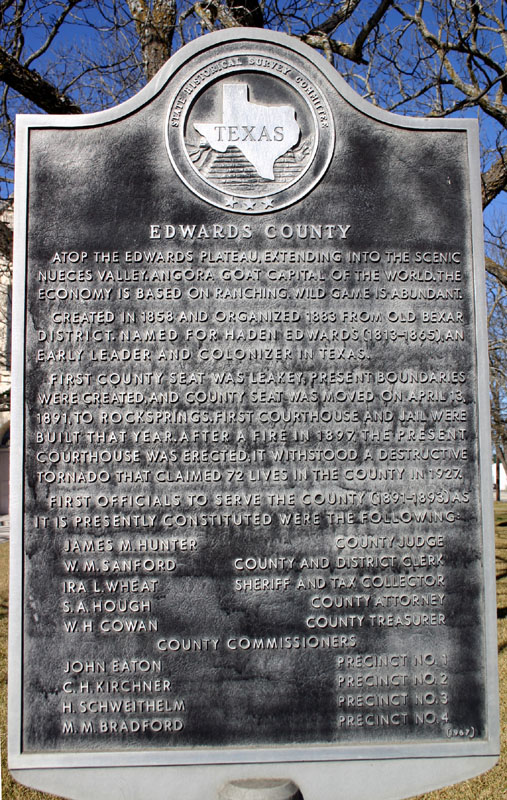 STATE HISTORICAL SURVEY COMMITTEE
TEXAS
EDWARDS COUNTY
ATOP THE EDWARDS PLATEAU, EXTENDING INTO THE SCENIC
NUECES VALLEY. ANGORA GOAT CAPITAL OF THE WORLD. THE
ECONOMY IS BASED ON RANCHING. WILD GAME IS ABUNDANT.
CREATED IN 1858 AND ORGANIZED 1883 FROM OLD BEXAR
DISTRICT. NAMED FOR HADEN EDWARDS (1813-1865), AN
EARLY LEADER AND COLONIZER IN TEXAS.
FIRST COUNTY SEAT WAS LEAKEY. PRESENT BOUNDARIES
WERE CREATED, AND COUNTY SEAT WAS MOVED ON APRIL 13,
1891, TO ROCKSPRINGS. FIRST COURTHOUSE AND JAIL WERE
BUILT THAT YEAR. AFTER A FIRE IN 1897, THE PRESENT
COURTHOUSE WAS ERECTED. IT WITHSTOOD A DESTRUCTIVE
TORNADO THAT CLAIMED 72 LIVES IN THE COUNTY IN 1927.
FIRST OFFICIALS TO SERVE THE COUNTY (1891-1893) AS
IT IS PRESENTLY CONSTITUTED WERE THE FOLLOWING:
JAMES M. HUNTER COUNTY JUDGE
W. M. SANFORD COUNTY AND DISTRICT CLERK
IRA L. WHEAT SHERIFF AND TAX COLLECTOR
S. A. HOUGH COUNTY ATTORNEY
W. H. COWAN COUNTY TREASURER
COUNTY COMMISSIONERS
JOHN EATON PRECINCT NO. 1
C. H. KIRCHNER PRECINCT NO. 2
H. SCHWEITHELM PRECINCT NO. 3
M. M. BRADFORD PRECINCT NO. 4
(1967)